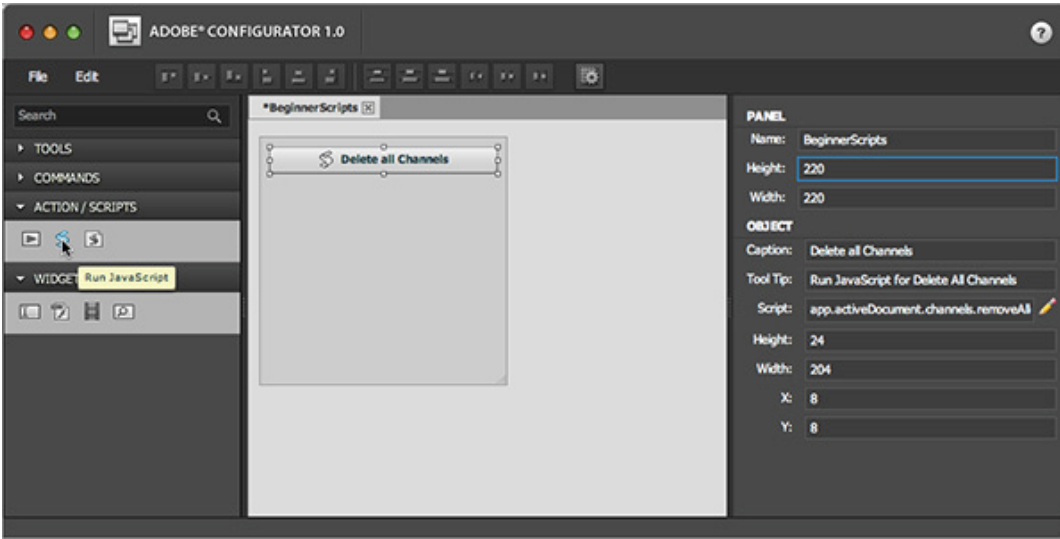 ADOBE® CONFIGURATOR 1.0
?
File Edit
Search
TOOLS
COMMANDS
ACTION / SCRIPTS
WIDGET
Run JavaScript
*BeginnerScripts
Delete all Channels
PANEL
Name: BeginnerScripts
Height: 220
Width: 220
OBJECT
Caption: Delete all Channels
Tool Tip: Run JavaScript for Delete All Channels
Script: app.activeDocument.channels.removeAll
Height: 24
Width: 204
X: 8
Y: 8